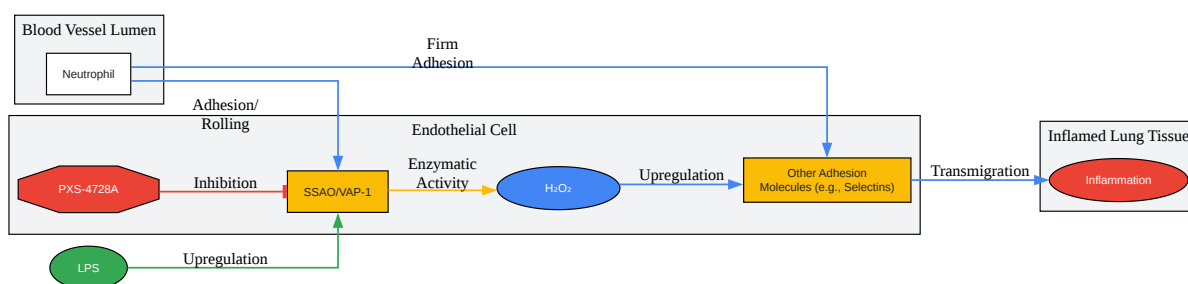 Blood Vessel Lumen
Neutrophil
Firm
Adhesion
Adhesion/
Rolling
Endothelial Cell
Inflamed Lung Tissue
PXS-4728A
Inhibition
SSAO/VAP-1
Enzymatic
Activity
H₂O₂
Upregulation
Other Adhesion
Molecules (e.g., Selectins)
Transmigration
Inflammation
LPS
Upregulation